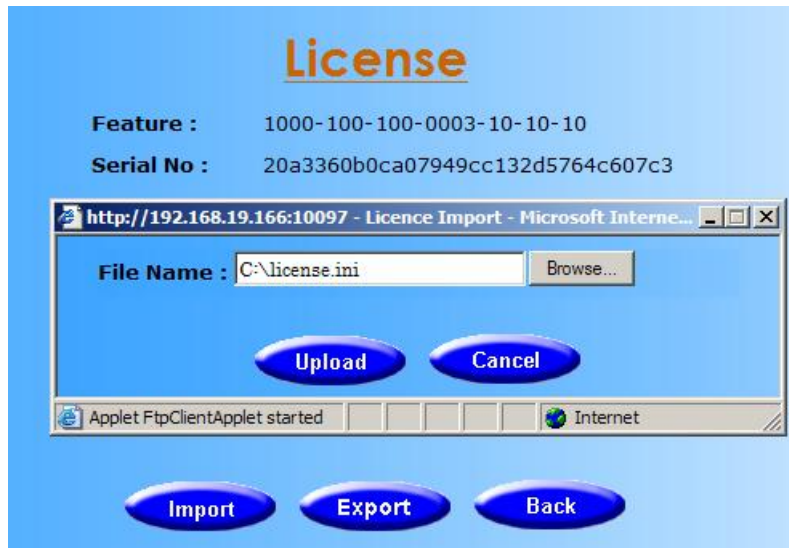 License
Feature : 1000-100-100-0003-10-10-10
Serial No : 20a3360b0ca07949cc132d5764c607c3
http://192.168.19.166:10097 - Licence Import - Microsoft Interne...
File Name : C:\license.ini Browse...
Upload Cancel
Applet FtpClientApplet started Internet
Import Export Back